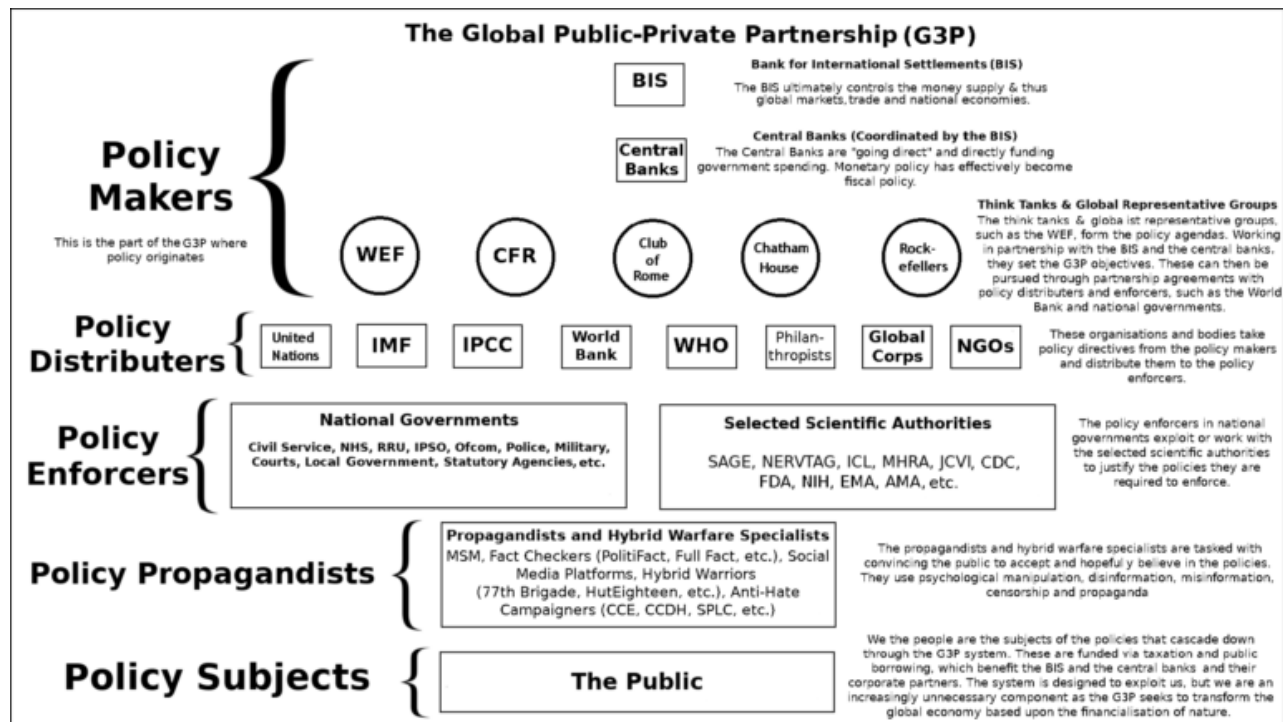 The Global Public-Private Partnership (G3P)
BIS
Bank for International Settlements (BIS)
The BIS ultimately controls the money supply & thus
global markets, trade and national economies.
Policy
Makers
This is the part of the G3P where
policy originates
Central
Banks
Central Banks (Coordinated by the BIS)
The Central Banks are "going direct" and directly funding
government spending. Monetary policy has effectively become
fiscal policy.
WEF
CFR
Club
of
Rome
Chatham
House
Rock-
efellers
Think Tanks & Global Representative Groups
The think tanks & globa ist representative groups,
such as the WEF, form the policy agendas. Working
in partnership with the BIS and the central banks,
they set the G3P objectives. These can then be
pursued through partnership agreements with
policy distributers and enforcers, such as the World
Bank and national governments.
Policy
Distributers
United
Nations
IMF
IPCC
World
Bank
WHO
Philan-
thropists
Global
Corps
NGOs
These organisations and bodies take
policy directives from the policy makers
and distribute them to the policy
enforcers.
Policy
Enforcers
National Governments
Civil Service, NHS, RRU, IPSO, Ofcom, Police, Military,
Courts, Local Government, Statutory Agencies, etc.
Selected Scientific Authorities
SAGE, NERVTAG, ICL, MHRA, JCVI, CDC,
FDA, NIH, EMA, AMA, etc.
The policy enforcers in national
governments exploit or work with
the selected scientific authorities
to justify the policies they are
required to enforce.
Policy Propagandists
Propagandists and Hybrid Warfare Specialists
MSM, Fact Checkers (PolitiFact, Full Fact, etc.), Social
Media Platforms, Hybrid Warriors
(77th Brigade, HutEighteen, etc.), Anti-Hate
Campaigners (CCE, CCDH, SPLC, etc.)
The propagandists and hybrid warfare specialists are tasked with
convincing the public to accept and hopeful y believe in the policies.
They use psychological manipulation, disinformation, misinformation,
censorship and propaganda
Policy Subjects
The Public
We the people are the subjects of the policies that cascade down
through the G3P system. These are funded via taxation and public
borrowing, which benefit the BIS and the central banks and their
corporate partners. The system is designed to exploit us, but we are an
increasingly unnecessary component as the G3P seeks to transform the
global economy based upon the financialisation of nature.